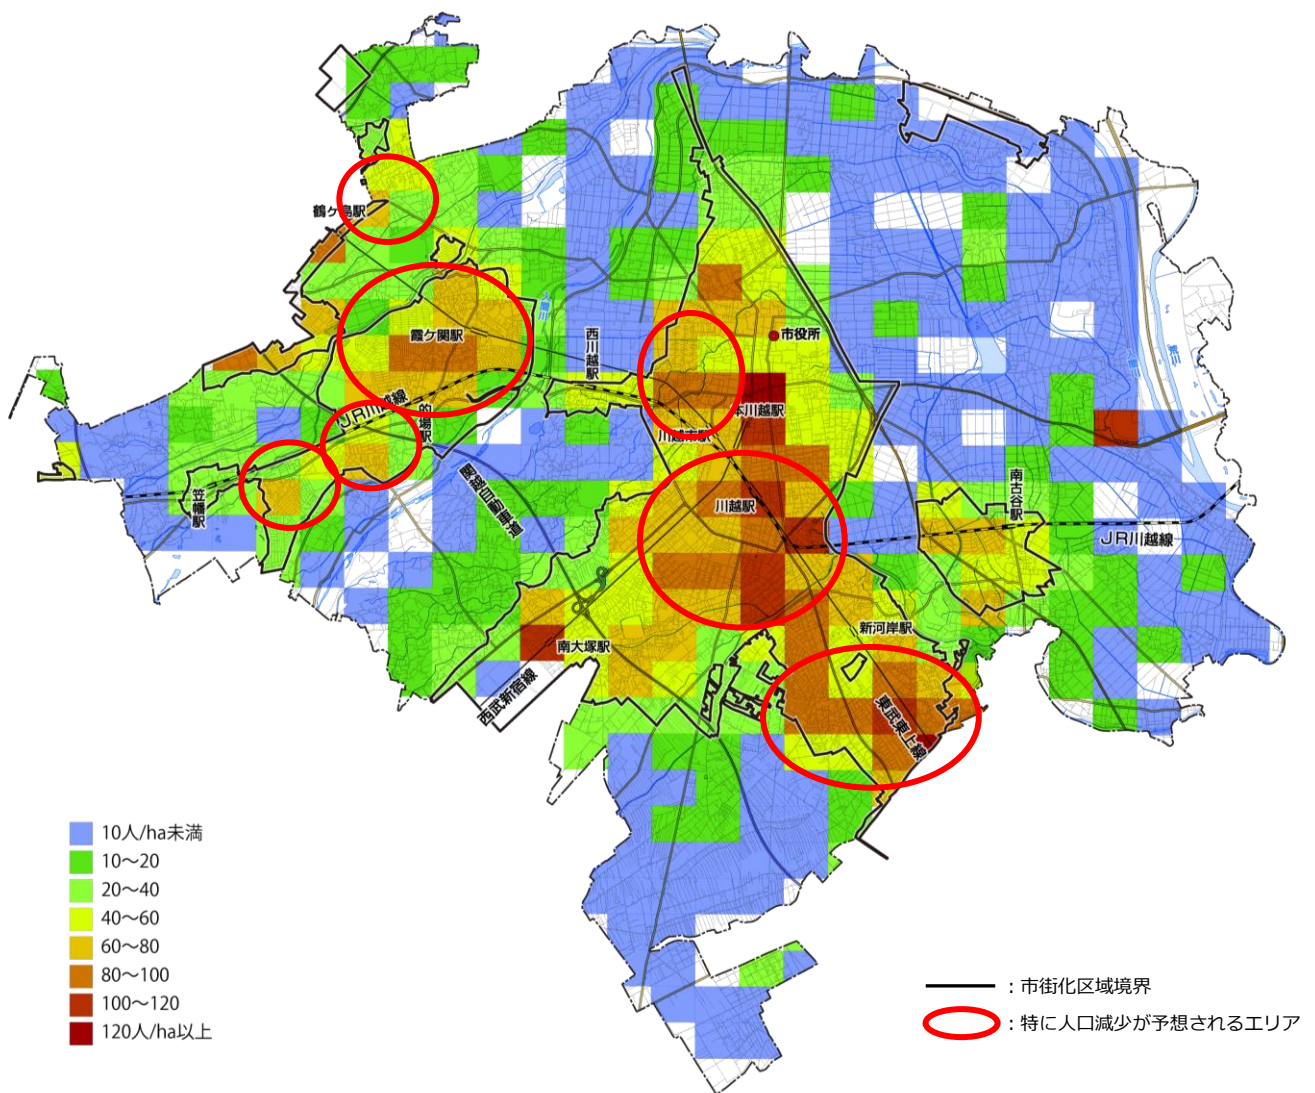 鶴ヶ島駅
霞ケ関駅
西川越駅
市役所
本川越駅
川越市駅
JR川越線
的場駅
笠幡駅
関越自動車道
川越駅
南古谷駅
JR川越線
新河岸駅
南大塚駅
西武新宿線
東武東上線
荒川
10人/ha未満
10～20
20～40
40～60
60～80
80～100
100～120
120人/ha以上
：市街化区域境界
：特に人口減少が予想されるエリア